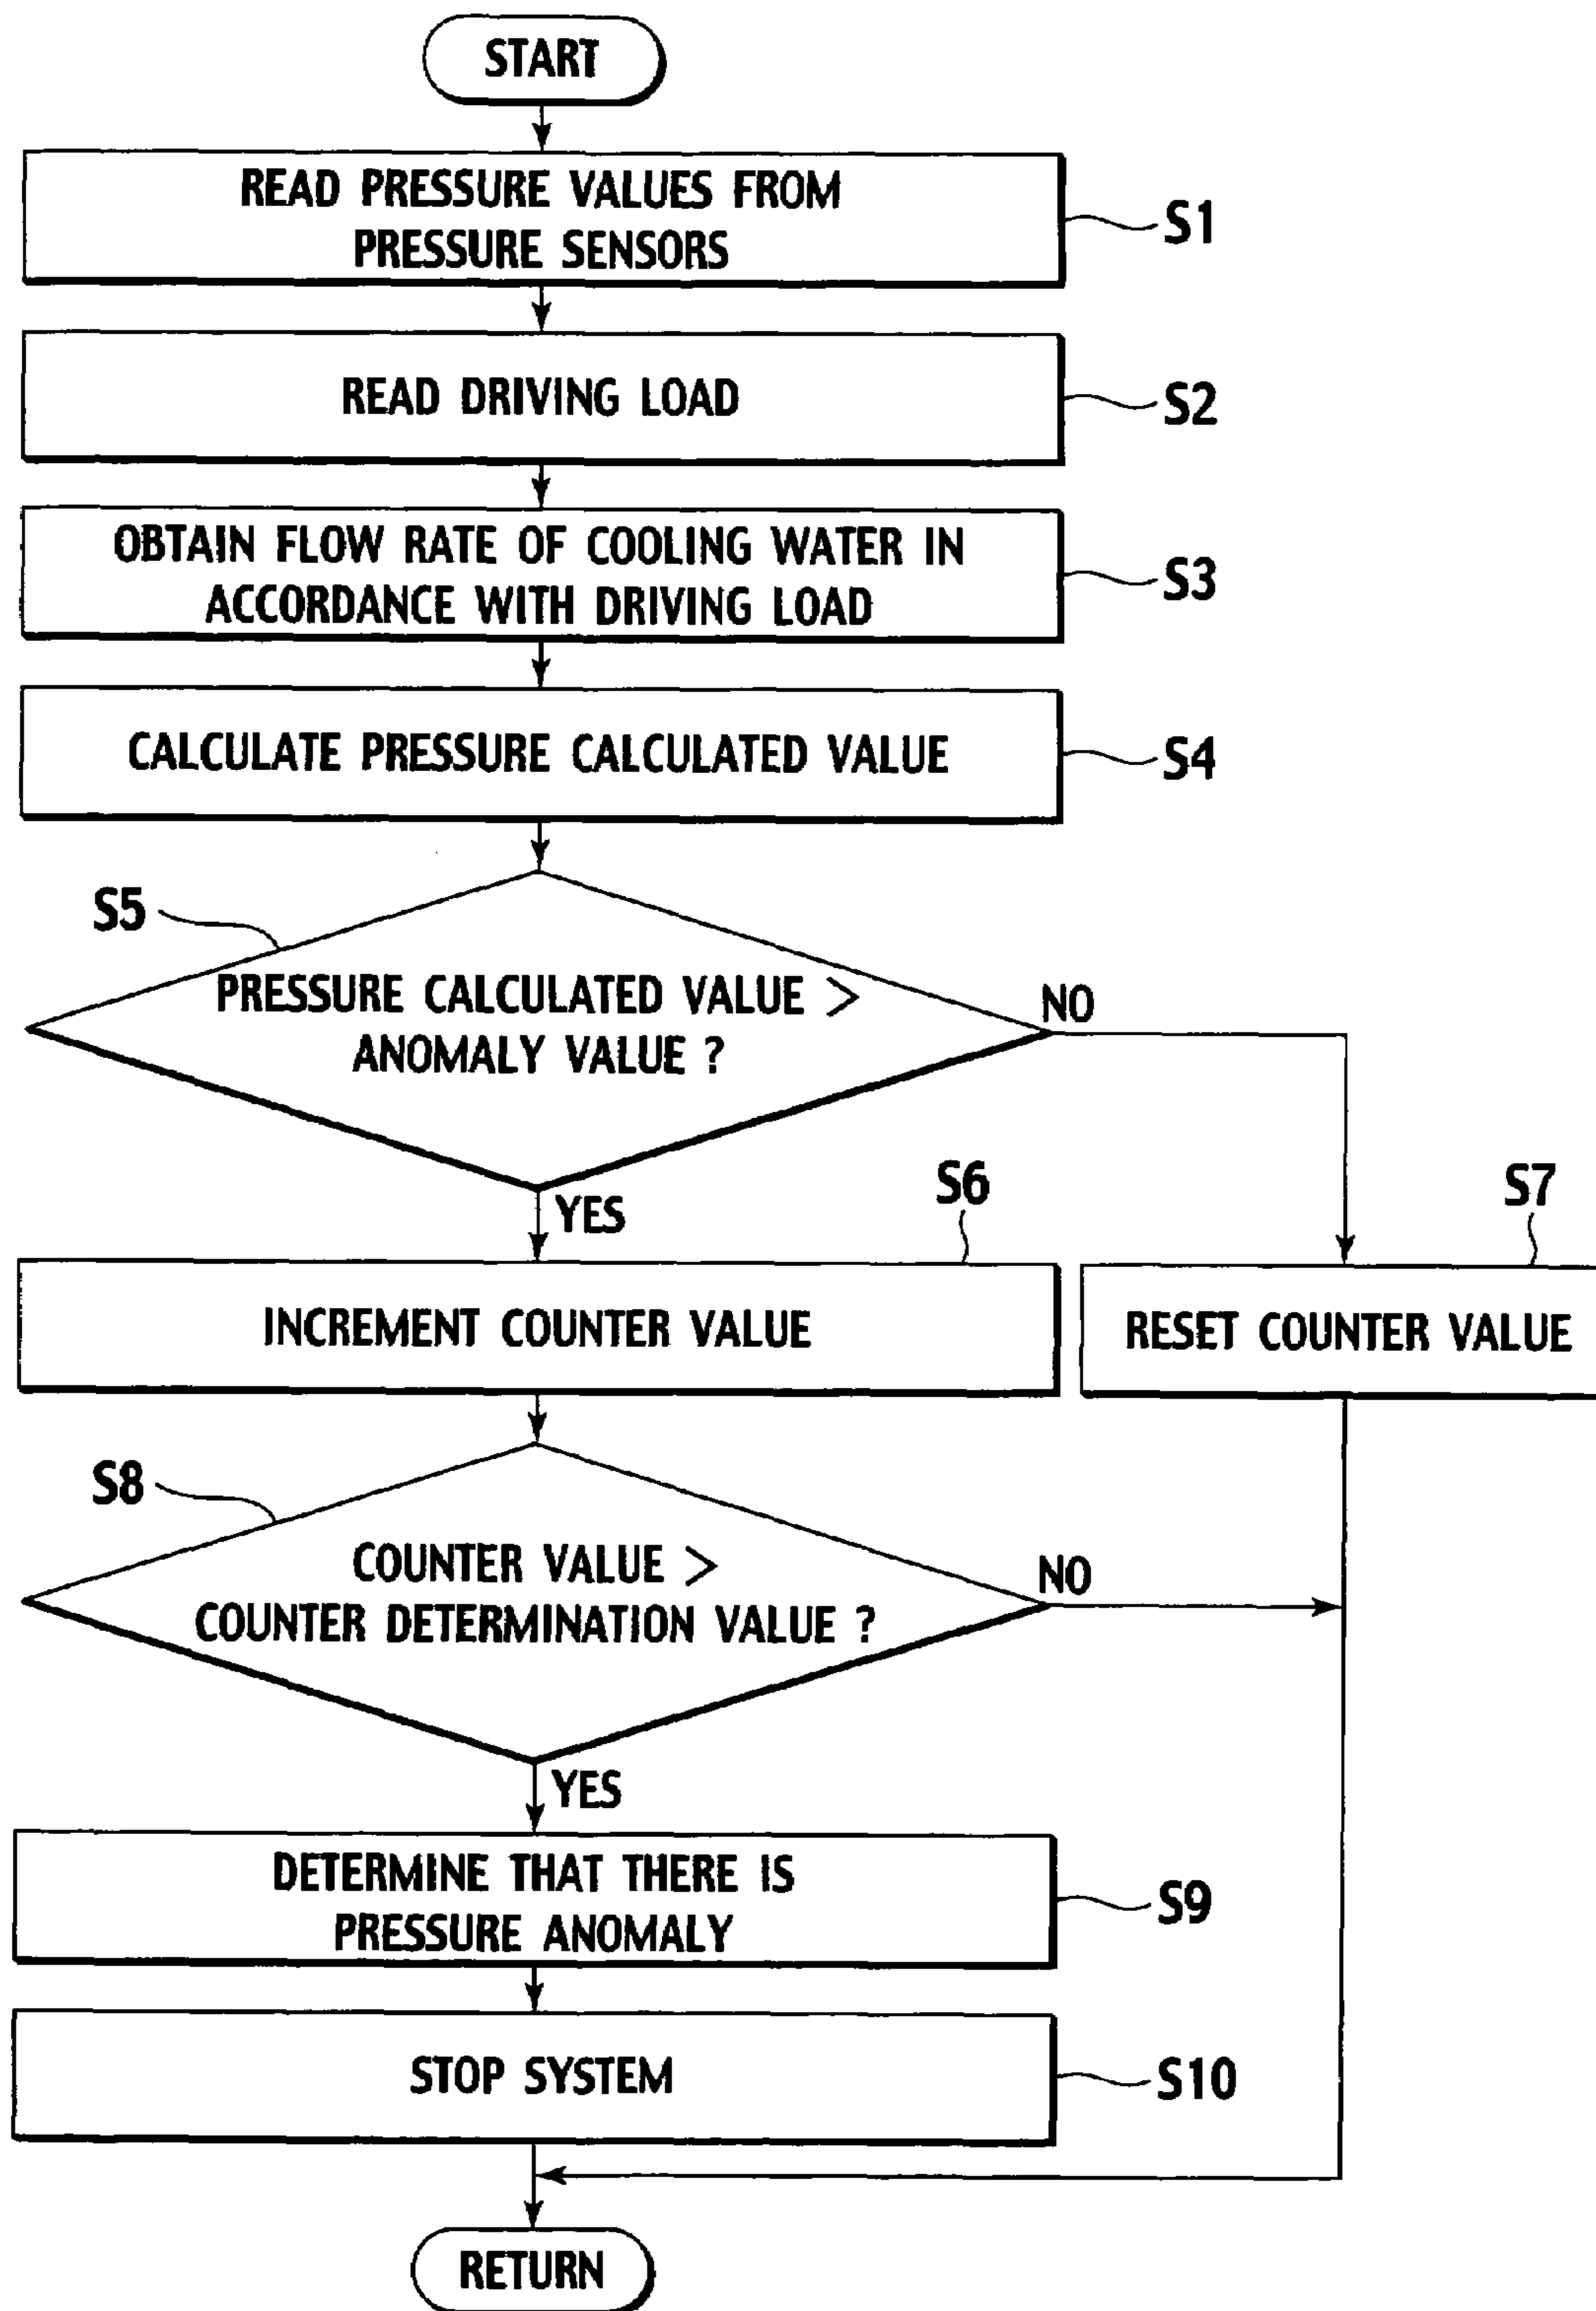 START
READ PRESSURE VALUES FROM
PRESSURE SENSORS
S1
READ DRIVING LOAD
S2
OBTAIN FLOW RATE OF COOLING WATER IN
ACCORDANCE WITH DRIVING LOAD
S3
CALCULATE PRESSURE CALCULATED VALUE
S4
S5
PRESSURE CALCULATED VALUE >
ANOMALY VALUE ?
NO
YES
S6
S7
INCREMENT COUNTER VALUE
RESET COUNTER VALUE
S8
COUNTER VALUE >
COUNTER DETERMINATION VALUE ?
NO
YES
DETERMINE THAT THERE IS
PRESSURE ANOMALY
S9
STOP SYSTEM
S10
RETURN